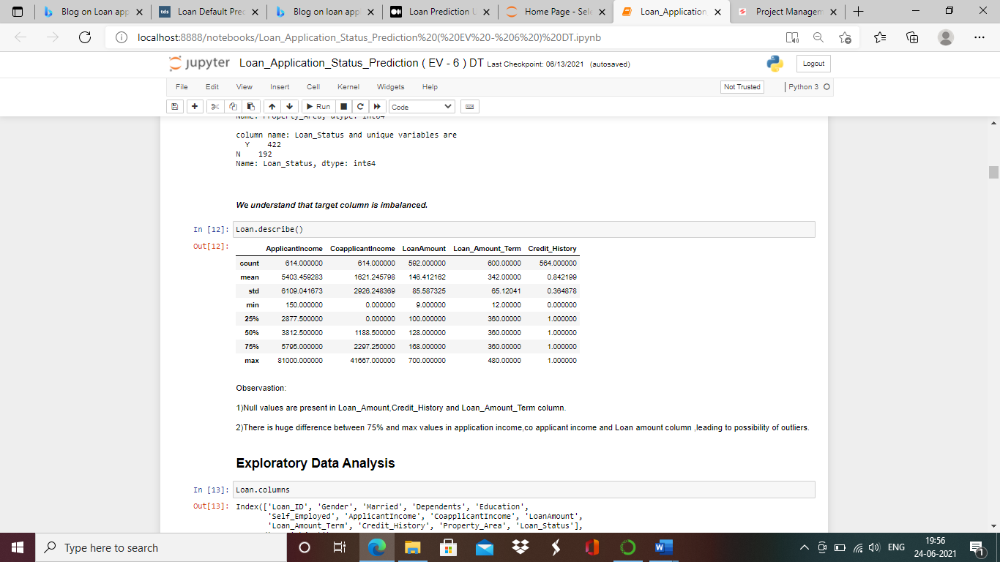 Blog on Loan app
Loan Default Prec
Blog on loan app
Loan Prediction U
Home Page - Sele
Loan_Application
Project Managem
localhost:8888/notebooks/Loan_Application_Status_Prediction%20(%20EV%20-%206%20)%20DT.ipynb
jupyter Loan_Application_Status_Prediction ( EV - 6 ) DT Last Checkpoint: 06/13/2021 (autosaved)
Logout
File Edit View Insert Cell Kernel Widgets Help
Not Trusted
Python 3
Run
Code
Name: Property_Area, dtype: int64
column name: Loan_Status and unique variables are
Y 422
N 192
Name: Loan_Status, dtype: int64
We understand that target column is imbalanced.
In [12]: Loan.describe()
Out[12]:
ApplicantIncome CoapplicantIncome LoanAmount Loan_Amount_Term Credit_History
count 614.000000 614.000000 592.000000 600.00000 564.000000
mean 5403.459283 1621.245798 146.412162 342.00000 0.842199
std 6109.041673 2926.248369 85.587325 65.12041 0.364878
min 150.000000 0.000000 9.000000 12.00000 0.000000
25% 2877.500000 0.000000 100.000000 360.00000 1.000000
50% 3812.500000 1188.500000 128.000000 360.00000 1.000000
75% 5795.000000 2297.250000 168.000000 360.00000 1.000000
max 81000.000000 41667.000000 700.000000 480.00000 1.000000
Observastion:
1)Null values are present in Loan_Amount,Credit_History and Loan_Amount_Term column.
2)There is huge difference between 75% and max values in application income,co applicant income and Loan amount column ,leading to possibility of outliers.
Exploratory Data Analysis
In [13]: Loan.columns
Out[13]: Index(['Loan_ID', 'Gender', 'Married', 'Dependents', 'Education',
'Self_Employed', 'ApplicantIncome', 'CoapplicantIncome', 'LoanAmount',
'Loan_Amount_Term', 'Credit_History', 'Property_Area', 'Loan_Status'],
Type here to search
ENG
19:56
24-06-2021
1